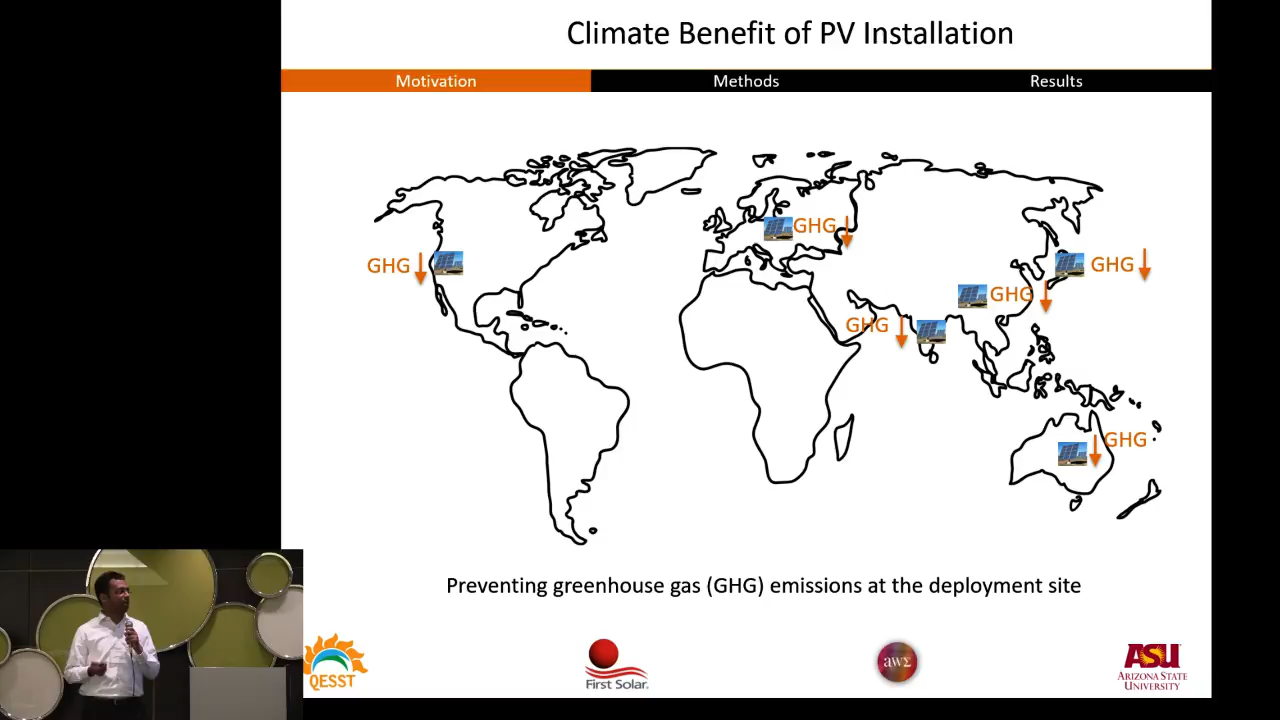 Climate Benefit of PV Installation
Motivation
Methods
Results
GHG
GHG
GHG
GHG
GHG
GHG
Preventing greenhouse gas (GHG) emissions at the deployment site
QESST
First Solar.
awΣ
ASU
ARIZONA STATE
UNIVERSITY